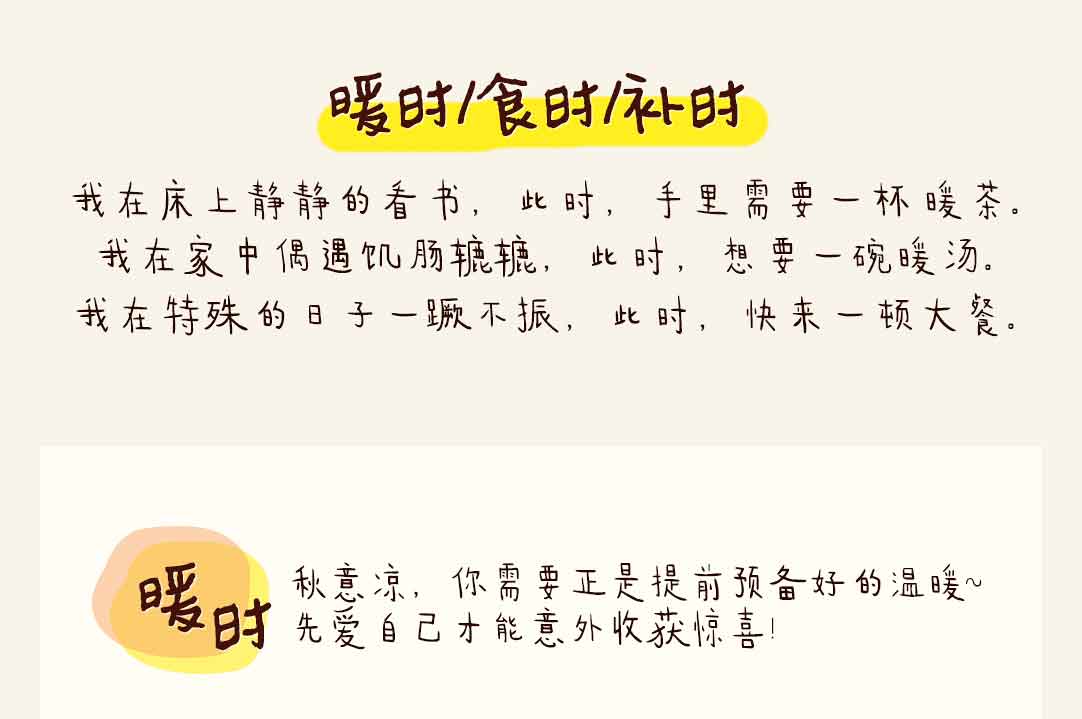 暖时/食时/补时
我在床上静静的看书，此时，手里需要一杯暖茶。
我在家中偶遇饥肠辘辘，此时，想要一碗暖汤。
我在特殊的日子一蹶不振，此时，快来一顿大餐。
暖时
秋意凉，你需要正是提前预备好的温暖~
先爱自己才能意外收获惊喜!